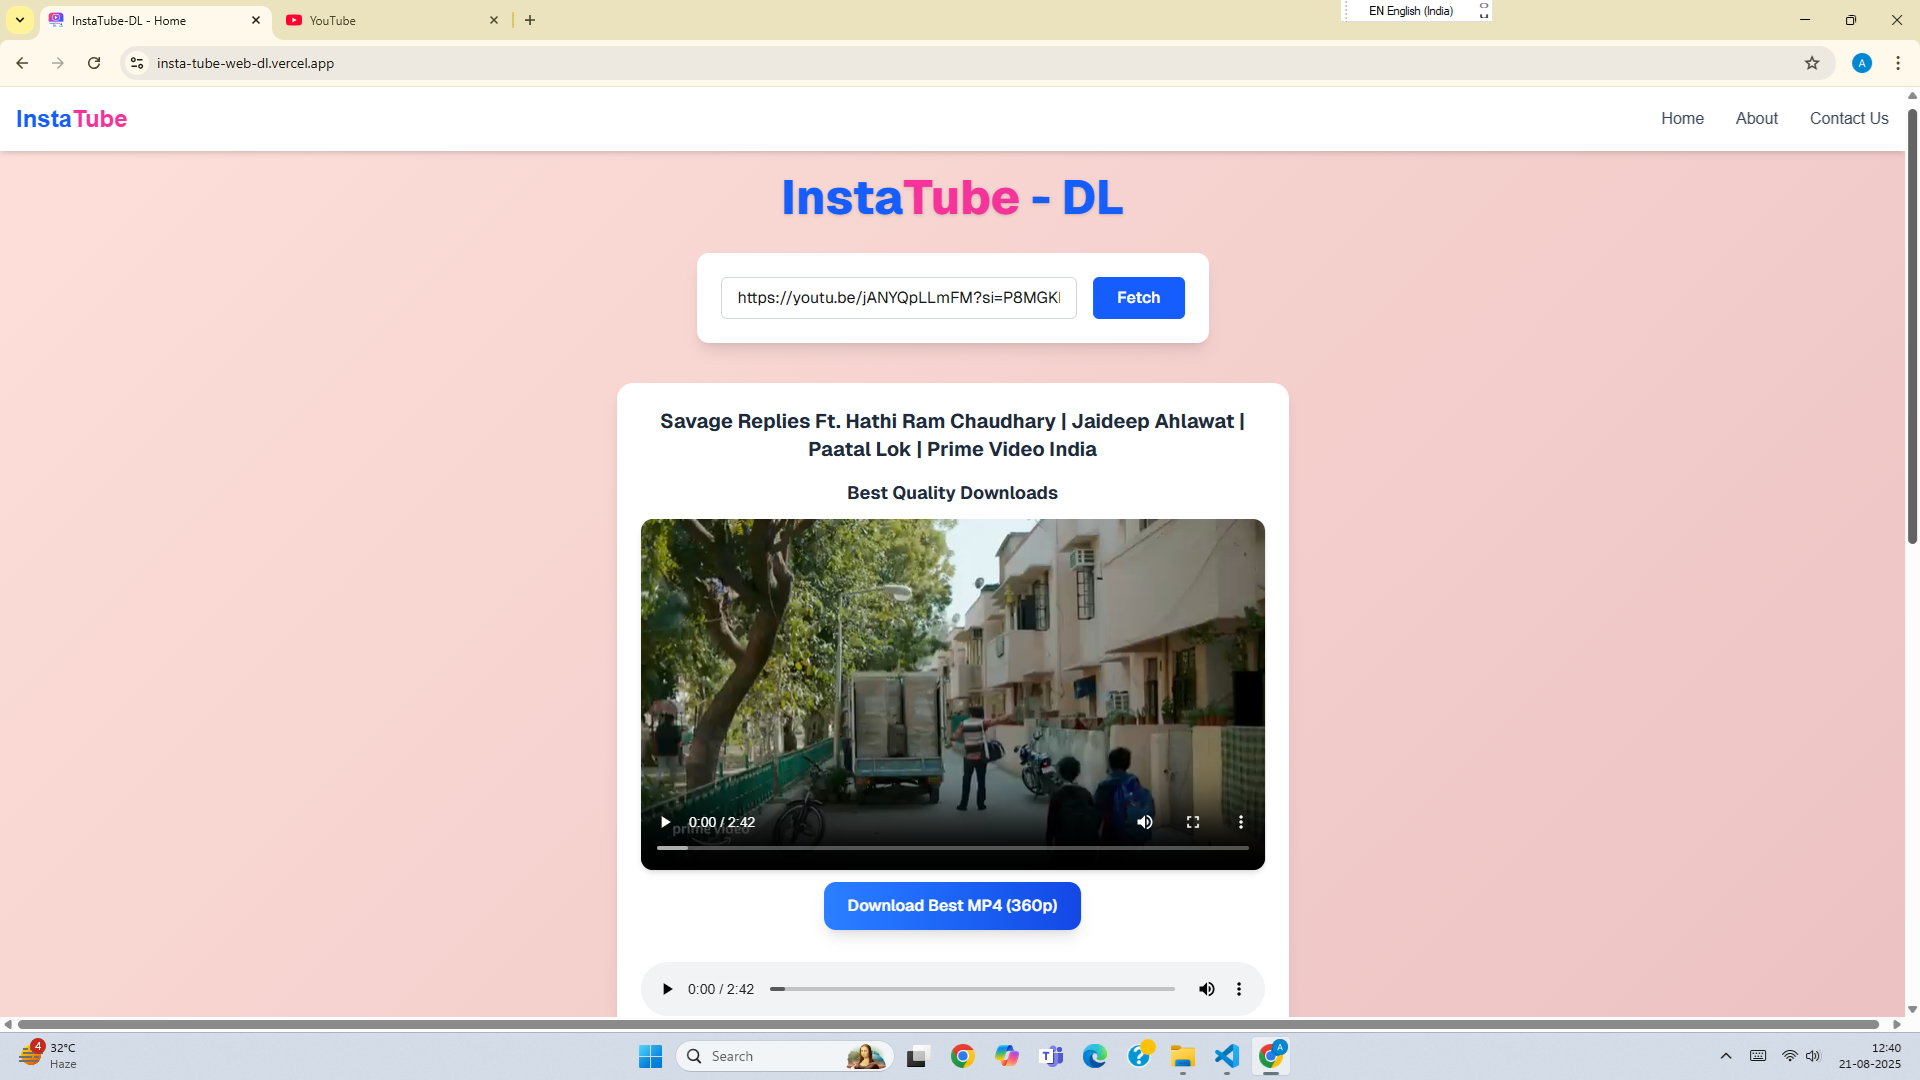 InstaTube-DL - Home
YouTube
EN English (India)
insta-tube-web-dl.vercel.app
A
InstaTube
Home
About
Contact Us
InstaTube - DL
https://youtu.be/jANYQpLLmFM?si=P8MGK
Fetch
Savage Replies Ft. Hathi Ram Chaudhary | Jaideep Ahlawat |
Paatal Lok | Prime Video India
Best Quality Downloads
0:00 / 2:42
prime video
Download Best MP4 (360p)
0:00 / 2:42
4
32°C
Haze
Search
A
12:40
21-08-2025